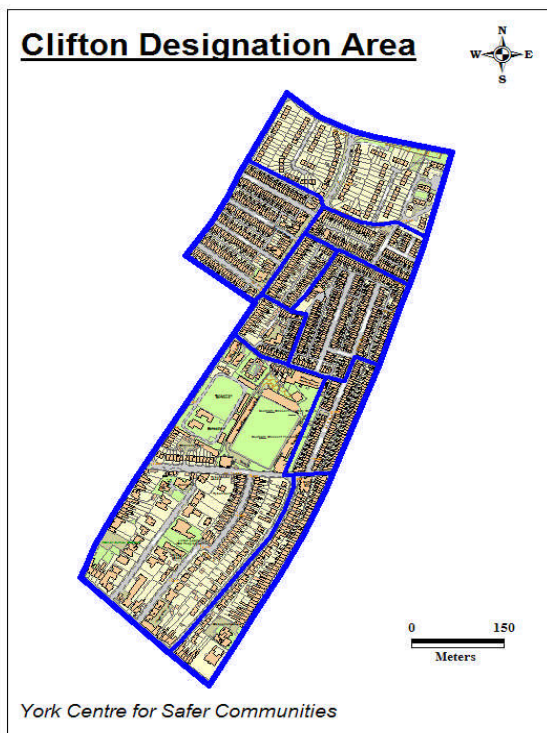 Clifton Designation Area
N
W E
S
0 150
Meters
York Centre for Safer Communities